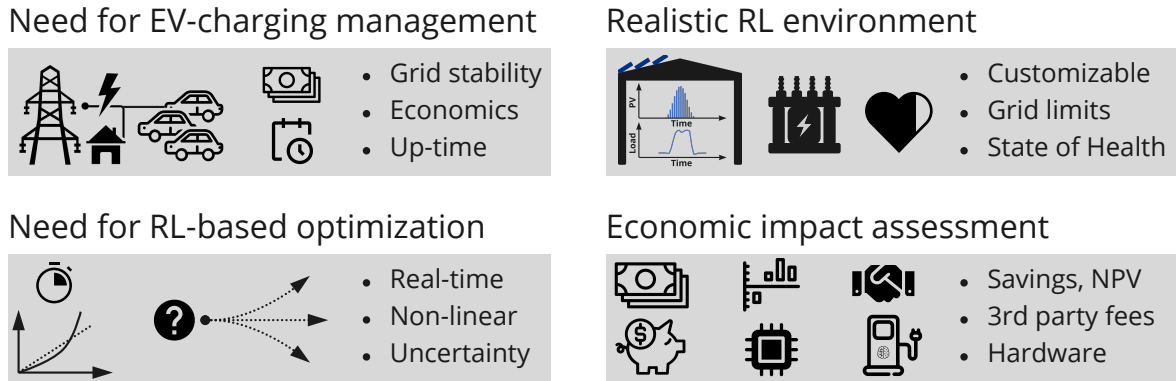 Need for EV-charging management
• Grid stability
• Economics
• Up-time
Realistic RL environment
PV
Time
Load
Time
• Customizable
• Grid limits
• State of Health
Need for RL-based optimization
?
• Real-time
• Non-linear
• Uncertainty
Economic impact assessment
$
• Savings, NPV
• 3rd party fees
• Hardware